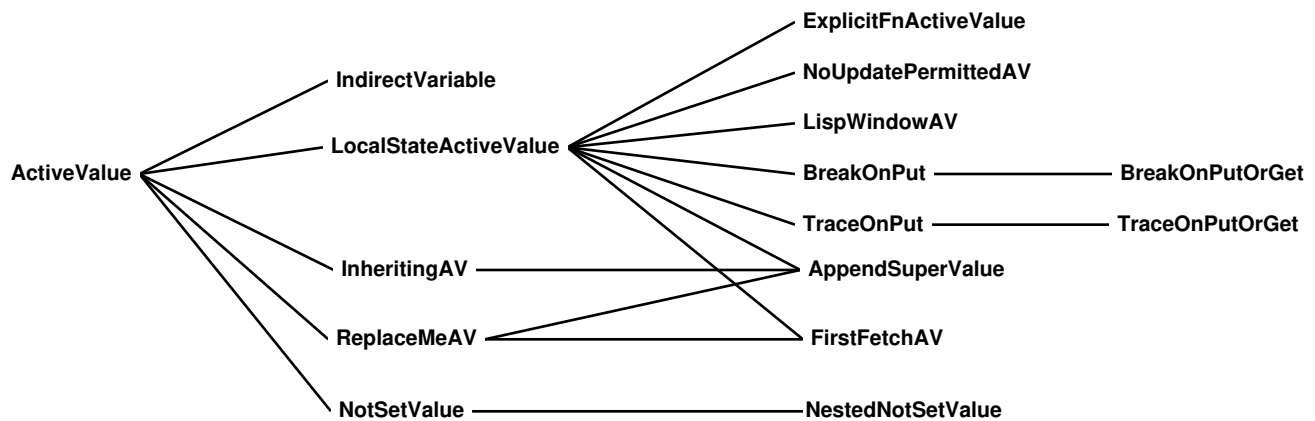 ActiveValue
IndirectVariable
LocalStateActiveValue
InheritingAV
ReplaceMeAV
NotSetValue
ExplicitFnActiveValue
NoUpdatePermittedAV
LispWindowAV
BreakOnPut
TraceOnPut
AppendSuperValue
FirstFetchAV
NestedNotSetValue
BreakOnPutOrGet
TraceOnPutOrGet